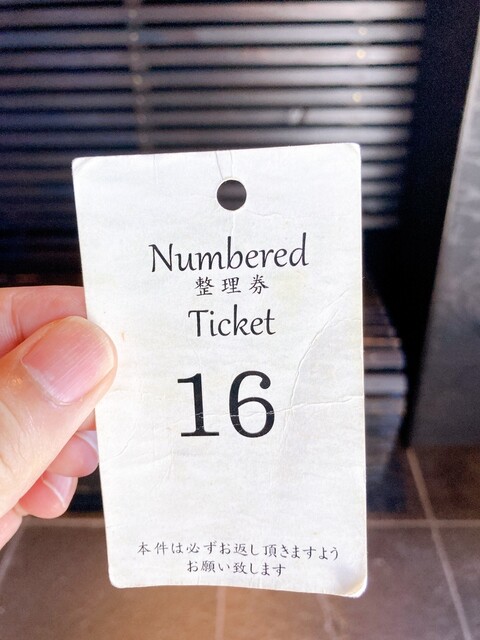 Numbered
整理券
Ticket
16
本件は必ずお返し頂きますよう
お願い致します